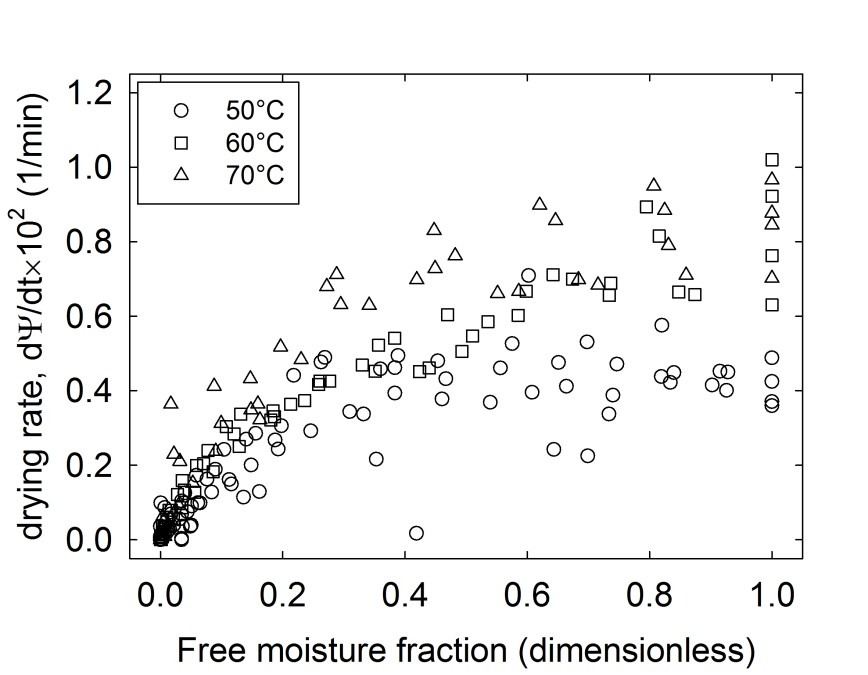 drying rate, dΨ/dt×10² (1/min)
1.2
1.0
0.8
0.6
0.4
0.2
0.0
50°C
60°C
70°C
0.0 0.2 0.4 0.6 0.8 1.0
Free moisture fraction (dimensionless)